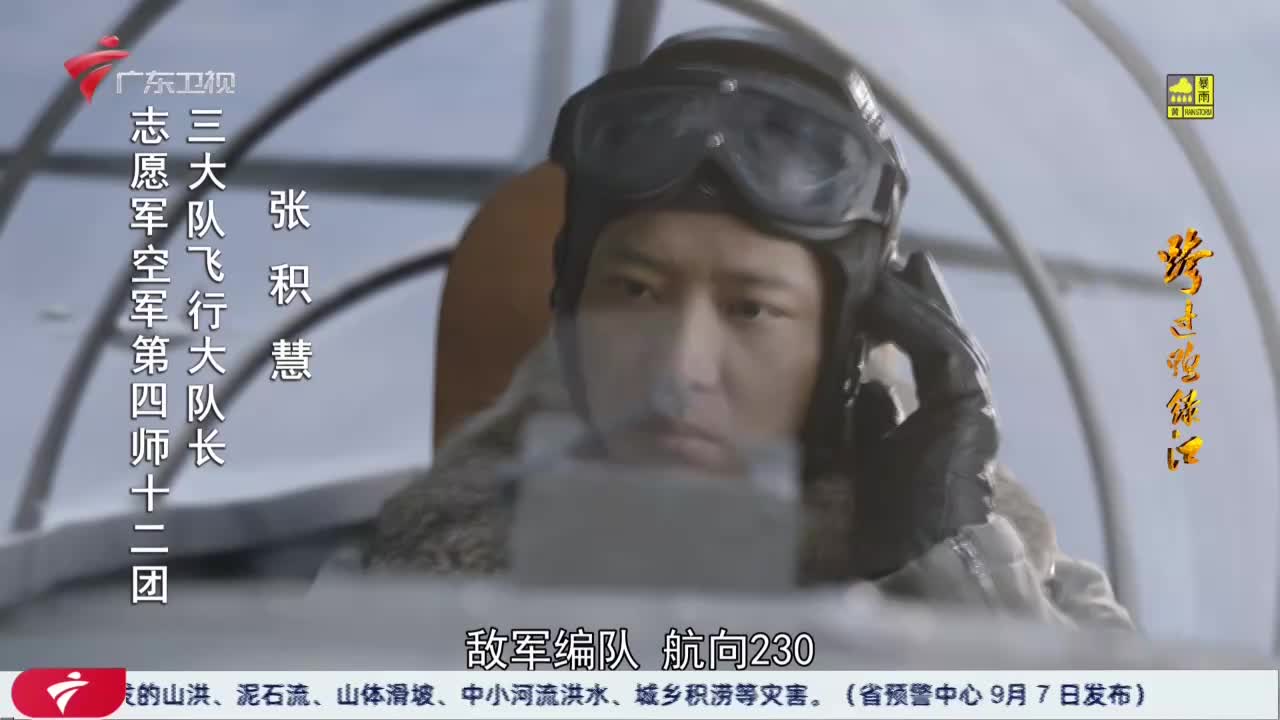 广东卫视
暴雨
黄
RAINSTORM
志愿军空军第四师十二团
三大队飞行大队长
张积慧
跨过鸭绿江
敌军编队 航向230
发的山洪、泥石流、山体滑坡、中小河流洪水、城乡积涝等灾害。（省预警中心 9月 7 日发布）